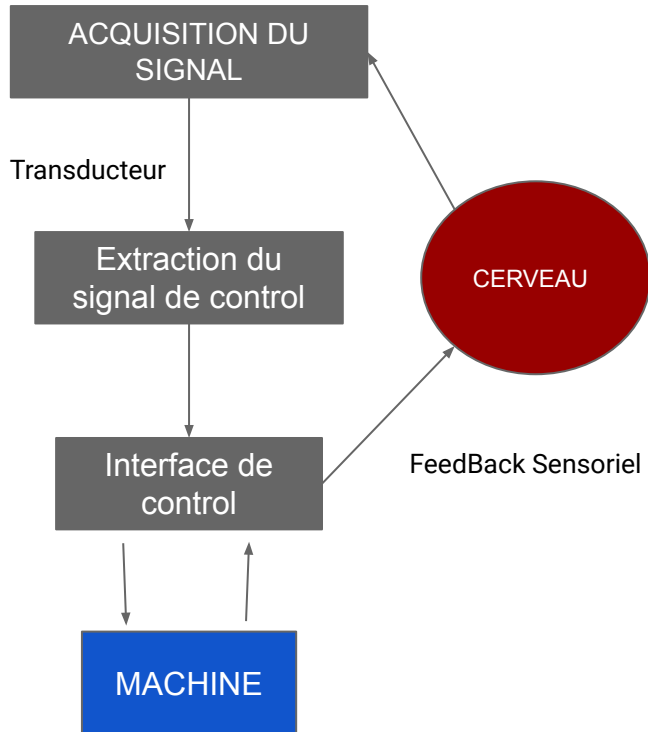 ACQUISITION DU
SIGNAL
Transducteur
Extraction du
signal de control
CERVEAU
Interface de
control
FeedBack Sensoriel
MACHINE